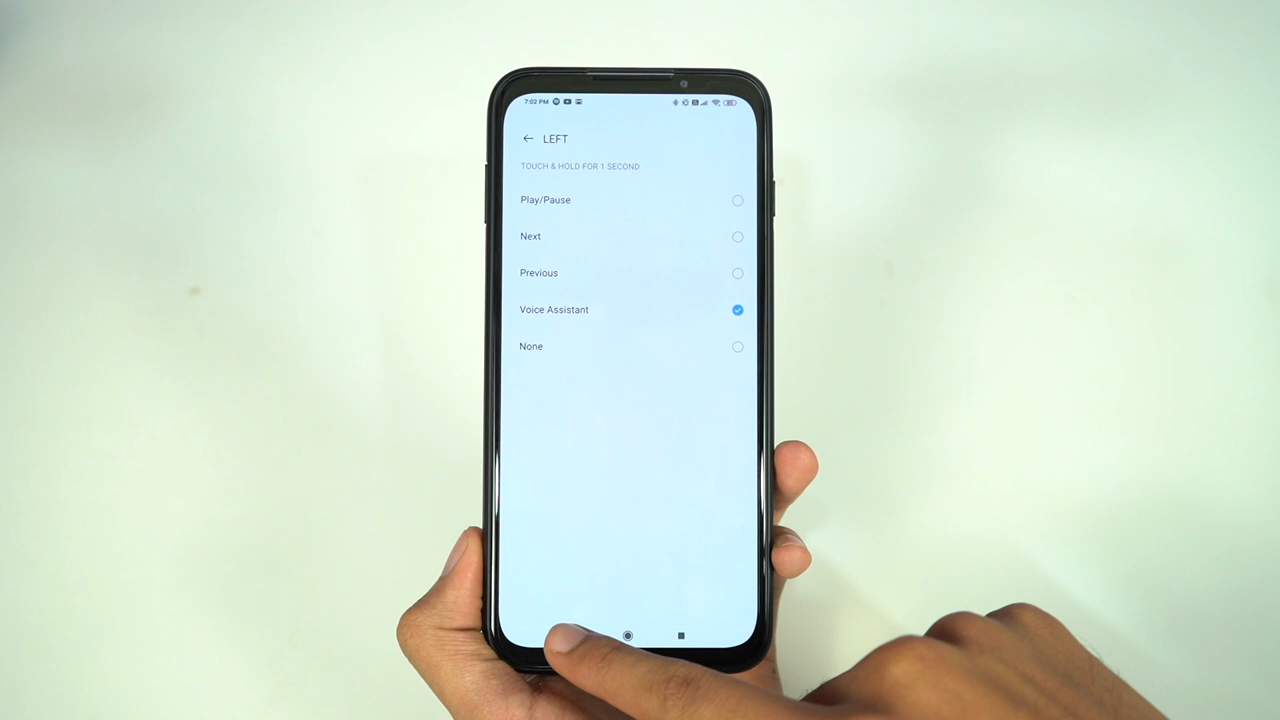 7:02 PM
LEFT
TOUCH & HOLD FOR 1 SECOND
Play/Pause
Next
Previous
Voice Assistant
None